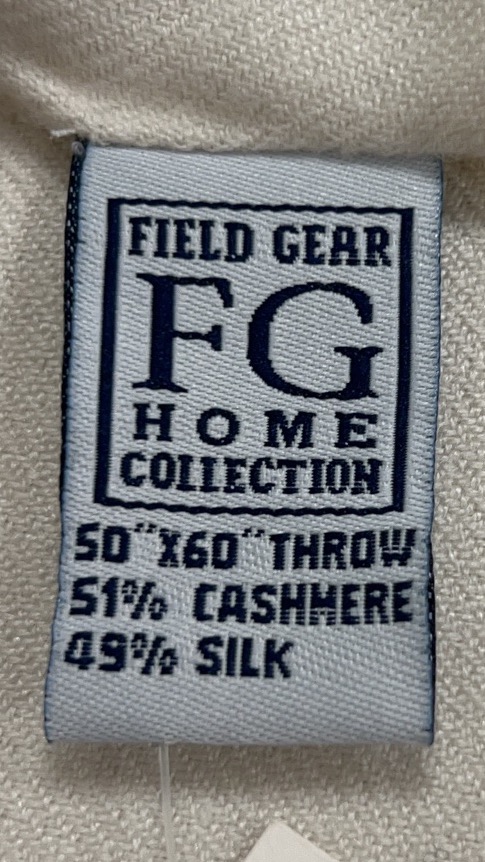 FIELD GEAR
FG
HOME
COLLECTION
50"X60" THROW
51% CASHMERE
49% SILK